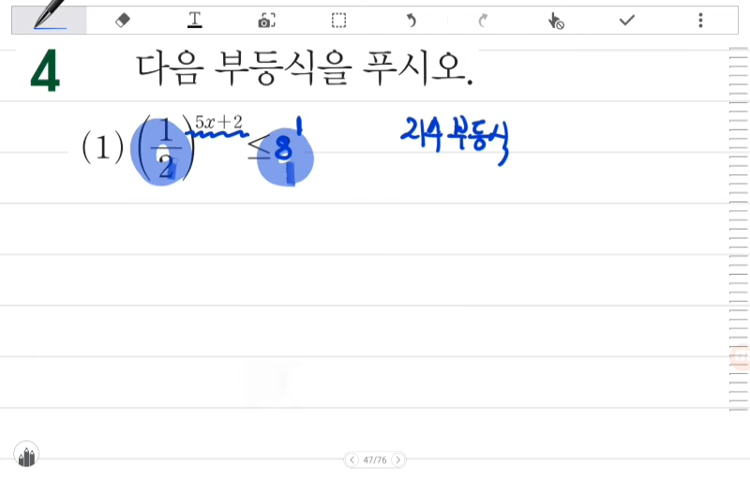 4 다음 부등식을 푸시오.
(1) (1/2)^(5x+2) ≤ 8^1
지수 부등식
47/76